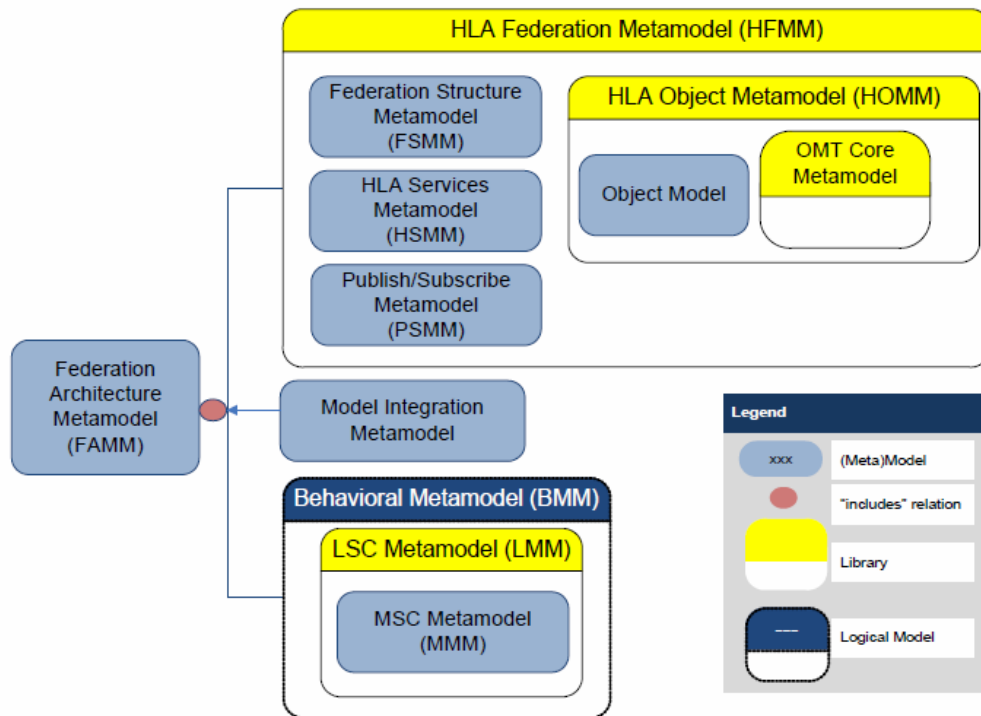 HLA Federation Metamodel (HFMM)
Federation Structure
Metamodel
(FSMM)
HLA Services
Metamodel
(HSMM)
Publish/Subscribe
Metamodel
(PSMM)
HLA Object Metamodel (HOMM)
Object Model
OMT Core
Metamodel
Federation
Architecture
Metamodel
(FAMM)
Model Integration
Metamodel
Behavioral Metamodel (BMM)
LSC Metamodel (LMM)
MSC Metamodel
(MMM)
Legend
xxx
(Meta)Model
"includes" relation
Library
---
Logical Model